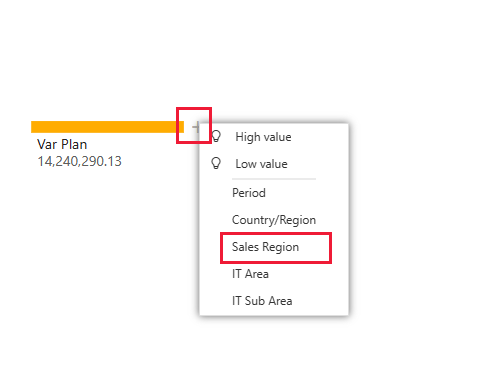 Var Plan
14,240,290.13
High value
Low value
Period
Country/Region
Sales Region
IT Area
IT Sub Area